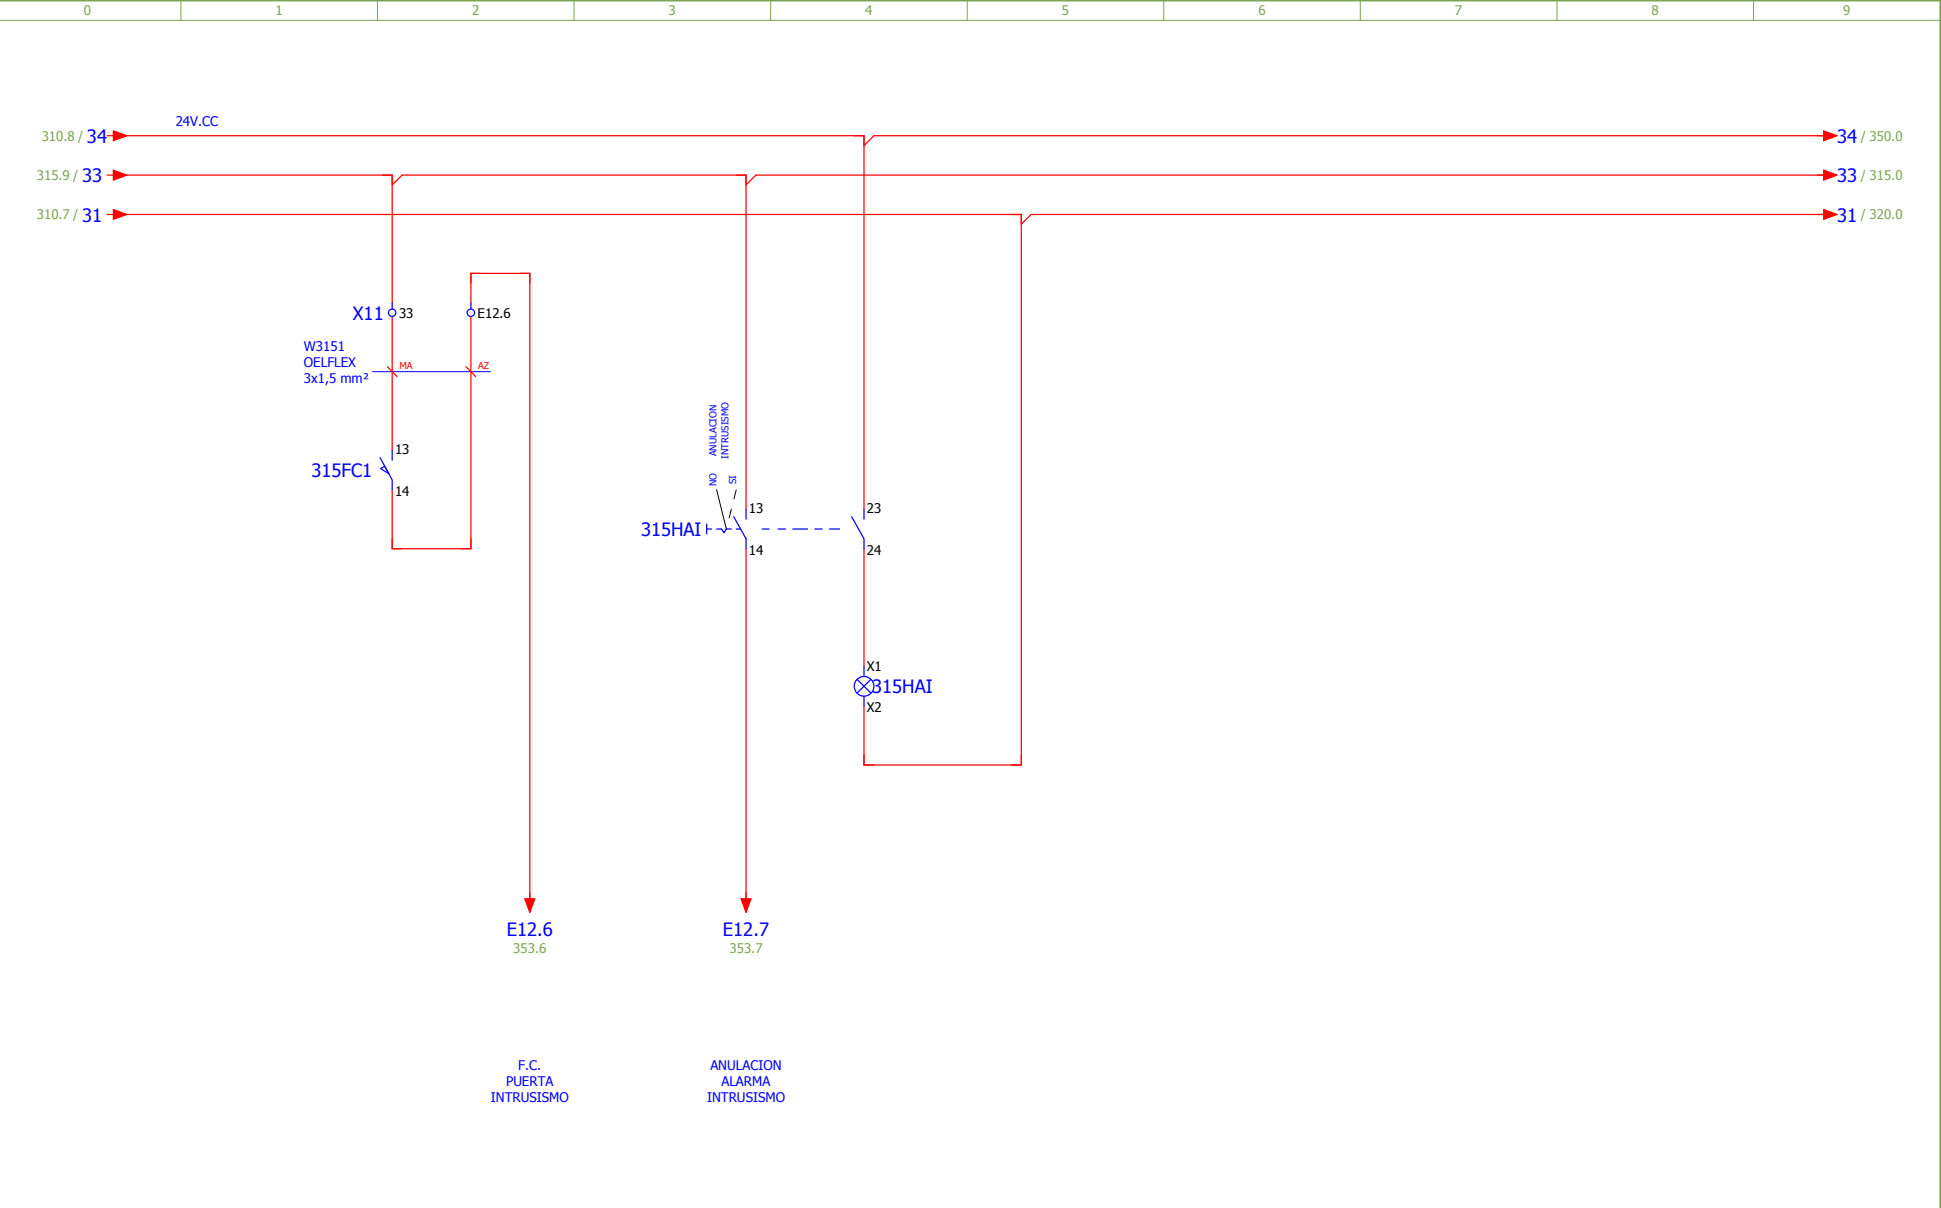 0 1 2 3 4 5 6 7 8 9
24V.CC
310.8 / 34 34 / 350.0
315.9 / 33 33 / 315.0
310.7 / 31 31 / 320.0
X11 33 E12.6
W3151
OELFLEX
3x1,5 mm²
MA AZ
ANULACION
INTRUSISMO
NO SI
13
315FC1
14
13 23
315HAI
14 24
X1
315HAI
X2
E12.6 E12.7
353.6 353.7
F.C.
PUERTA
INTRUSISMO
ANULACION
ALARMA
INTRUSISMO